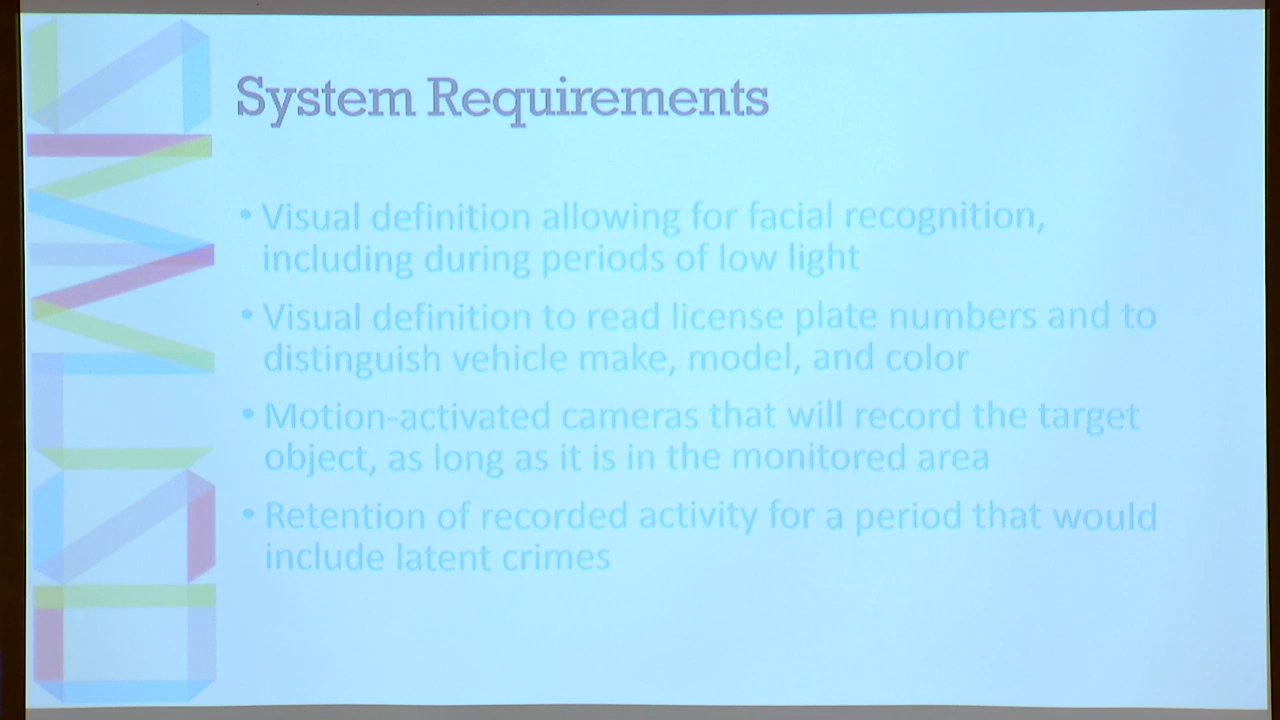 System Requirements
• Visual definition allowing for facial recognition,
including during periods of low light
• Visual definition to read license plate numbers and to
distinguish vehicle make, model, and color
• Motion-activated cameras that will record the target
object, as long as it is in the monitored area
• Retention of recorded activity for a period that would
include latent crimes
SMMLSD